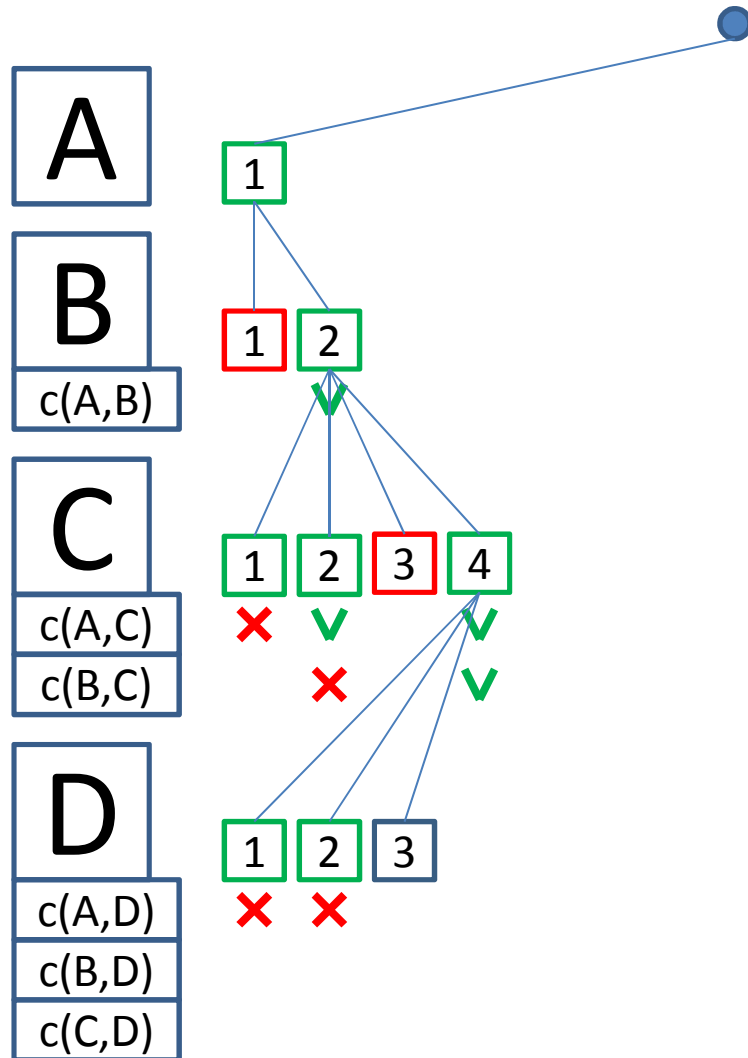 A
1
B
1 2
c(A,B)
C
1 2 3 4
c(A,C)
c(B,C)
D
1 2 3
c(A,D)
c(B,D)
c(C,D)